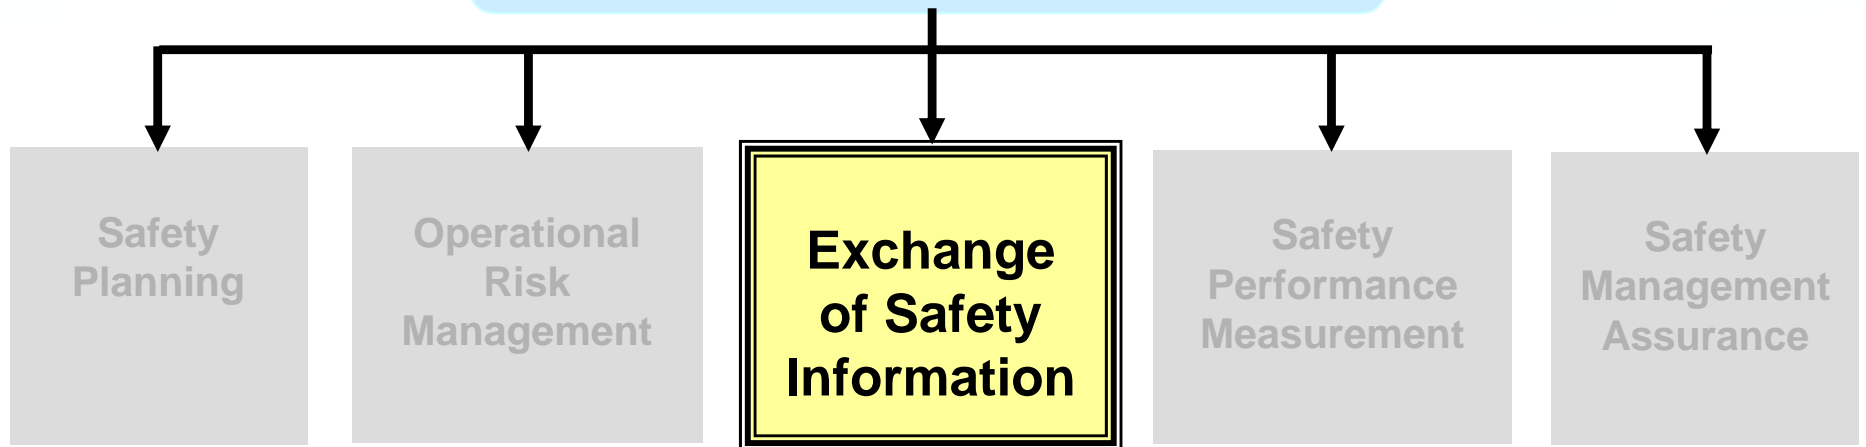 Safety
Planning
Operational
Risk
Management
Exchange
of Safety
Information
Safety
Performance
Measurement
Safety
Management
Assurance